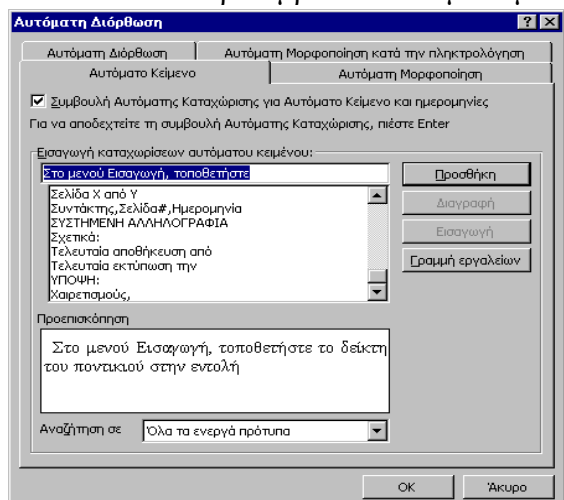 Αυτόματη Διόρθωση
Αυτόματη Διόρθωση
Αυτόματη Μορφοποίηση κατά την πληκτρολόγηση
Αυτόματο Κείμενο
Αυτόματη Μορφοποίηση
Συμβουλή Αυτόματης Καταχώρισης για Αυτόματο Κείμενο και ημερομηνίες
Για να αποδεχτείτε τη συμβουλή Αυτόματης Καταχώρισης, πιέστε Enter
Εισαγωγή καταχωρίσεων αυτόματου κειμένου:
Στο μενού Εισαγωγή, τοποθετήστε
Προσθήκη
Σελίδα X από Y
Συντάκτης,Σελίδα#,Ημερομηνία
ΣΥΣΤΗΜΕΝΗ ΑΛΛΗΛΟΓΡΑΦΙΑ
Σχετικά:
Τελευταία αποθήκευση από
Τελευταία εκτύπωση την
ΥΠΟΨΗ:
Χαιρετισμούς,
Διαγραφή
Εισαγωγή
Γραμμή εργαλείων
Προεπισκόπηση
Στο μενού Εισαγωγή, τοποθετήστε το δείκτη
του ποντικιού στην εντολή
Αναζήτηση σε
Όλα τα ενεργά πρότυπα
OK
Άκυρο